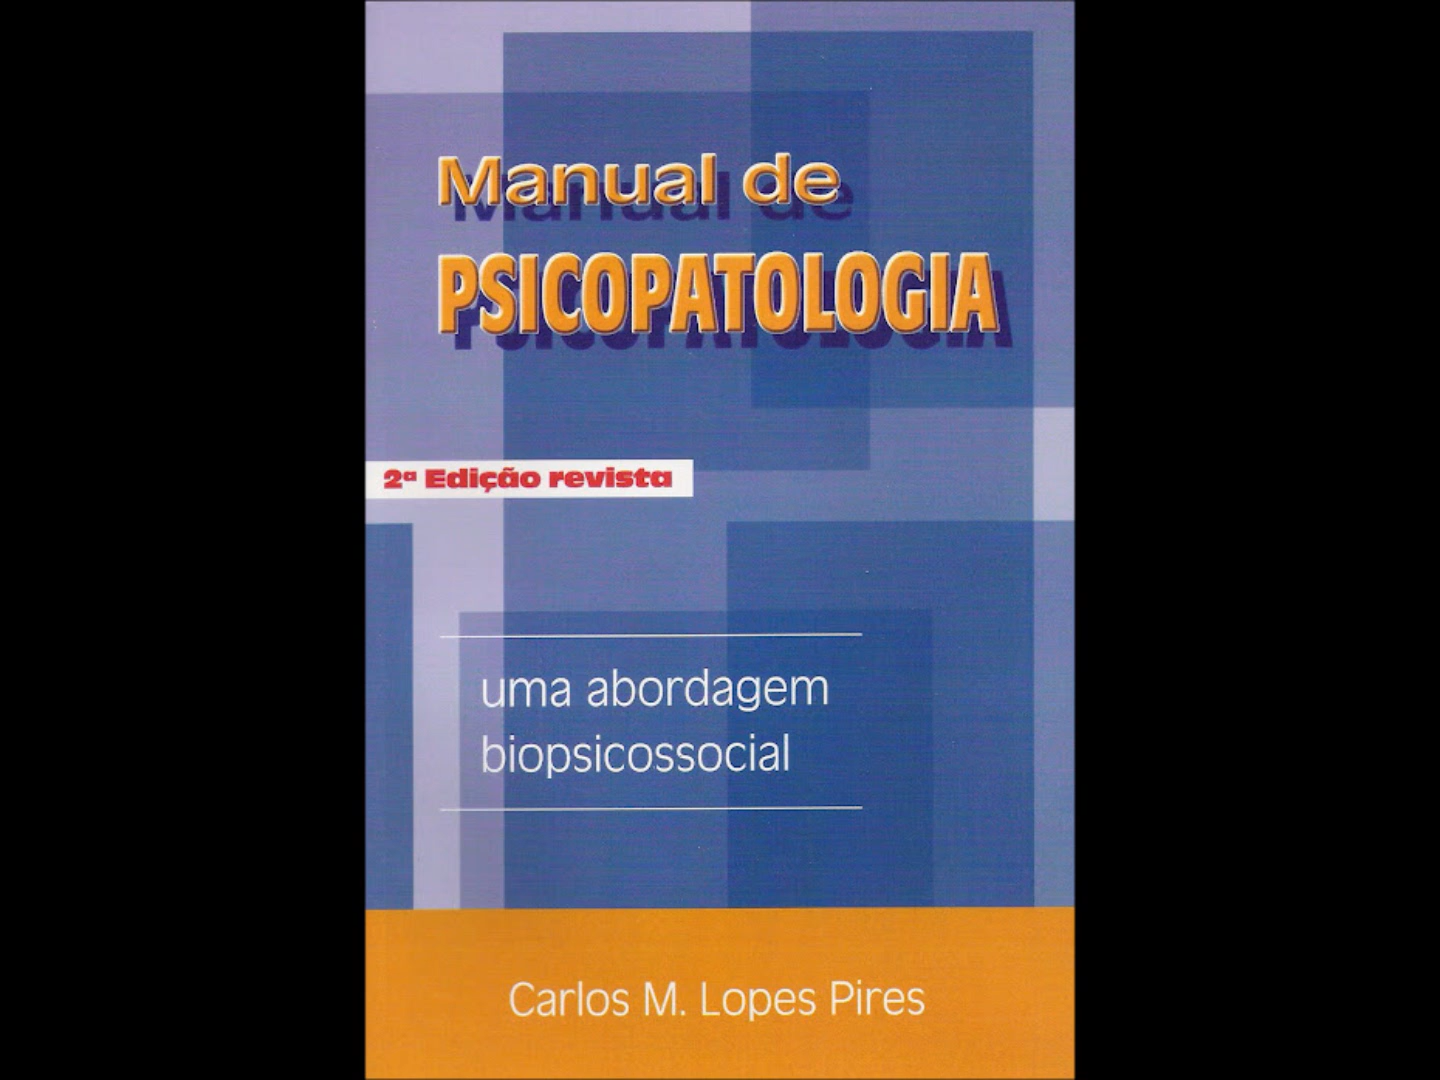 Manual de
PSICOPATOLOGIA
2ª Edição revista
uma abordagem
biopsicossocial
Carlos M. Lopes Pires